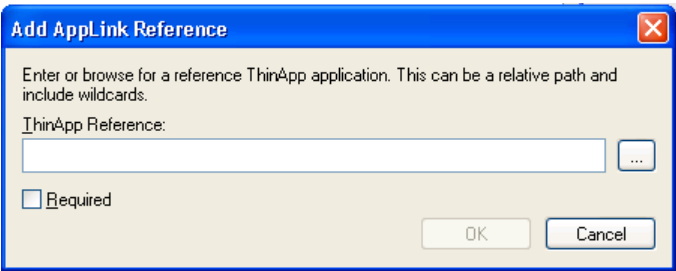 Add AppLink Reference
Enter or browse for a reference ThinApp application. This can be a relative path and
include wildcards.
ThinApp Reference:
...
Required
OK Cancel